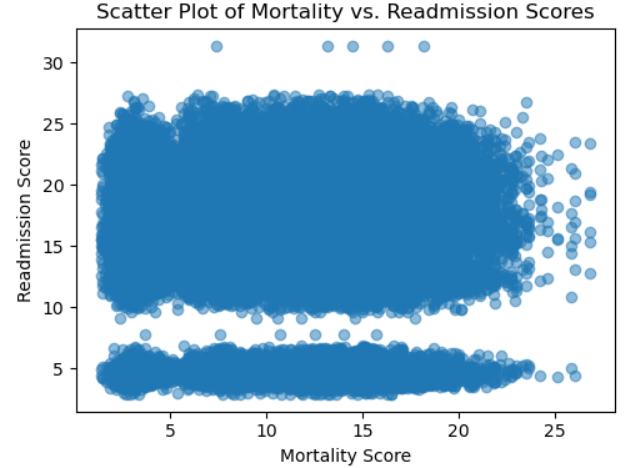 Scatter Plot of Mortality vs. Readmission Scores
30
25
20
15
10
5
Readmission Score
5 10 15 20 25
Mortality Score